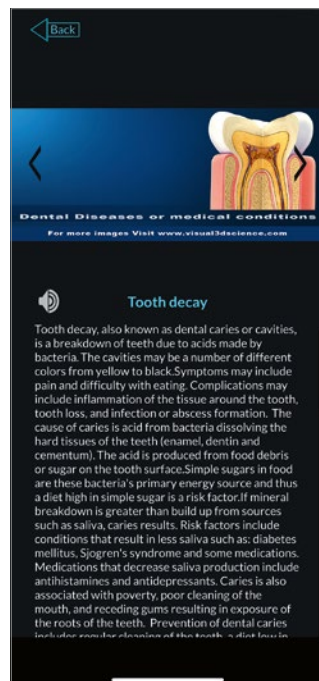 Back
Dental Diseases or medical conditions
For more images Visit www.visual3dscience.com
Tooth decay
Tooth decay, also known as dental caries or cavities,
is a breakdown of teeth due to acids made by
bacteria. The cavities may be a number of different
colors from yellow to black.Symptoms may include
pain and difficulty with eating. Complications may
include inflammation of the tissue around the tooth,
tooth loss, and infection or abscess formation. The
cause of caries is acid from bacteria dissolving the
hard tissues of the teeth (enamel, dentin and
cementum). The acid is produced from food debris
or sugar on the tooth surface.Simple sugars in food
are these bacteria's primary energy source and thus
a diet high in simple sugar is a risk factor.If mineral
breakdown is greater than build up from sources
such as saliva, caries results. Risk factors include
conditions that result in less saliva such as: diabetes
mellitus, Sjogren's syndrome and some medications.
Medications that decrease saliva production include
antihistamines and antidepressants. Caries is also
associated with poverty, poor cleaning of the
mouth, and receding gums resulting in exposure of
the roots of the teeth. Prevention of dental caries
includes regular cleaning of the teeth, a diet low in